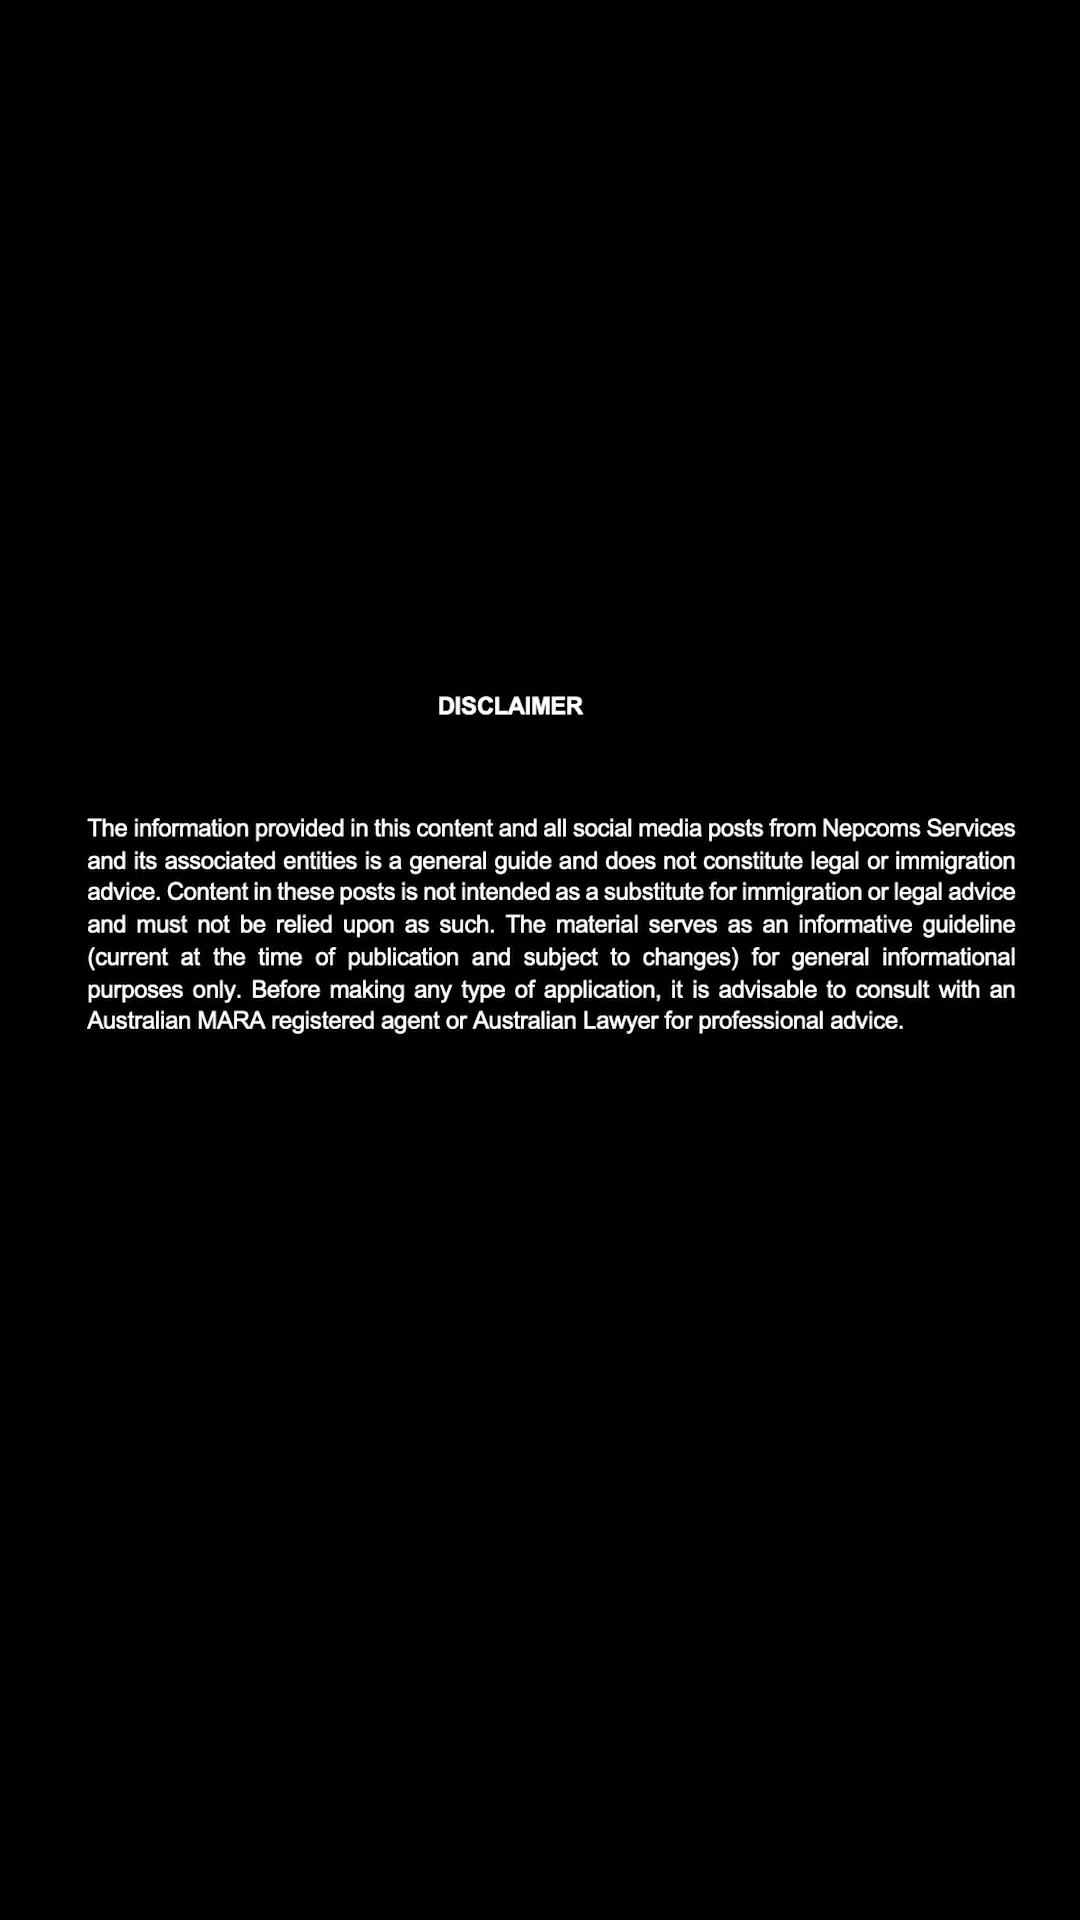 DISCLAIMER
The information provided in this content and all social media posts from Nepcoms Services
and its associated entities is a general guide and does not constitute legal or immigration
advice. Content in these posts is not intended as a substitute for immigration or legal advice
and must not be relied upon as such. The material serves as an informative guideline
(current at the time of publication and subject to changes) for general informational
purposes only. Before making any type of application, it is advisable to consult with an
Australian MARA registered agent or Australian Lawyer for professional advice.